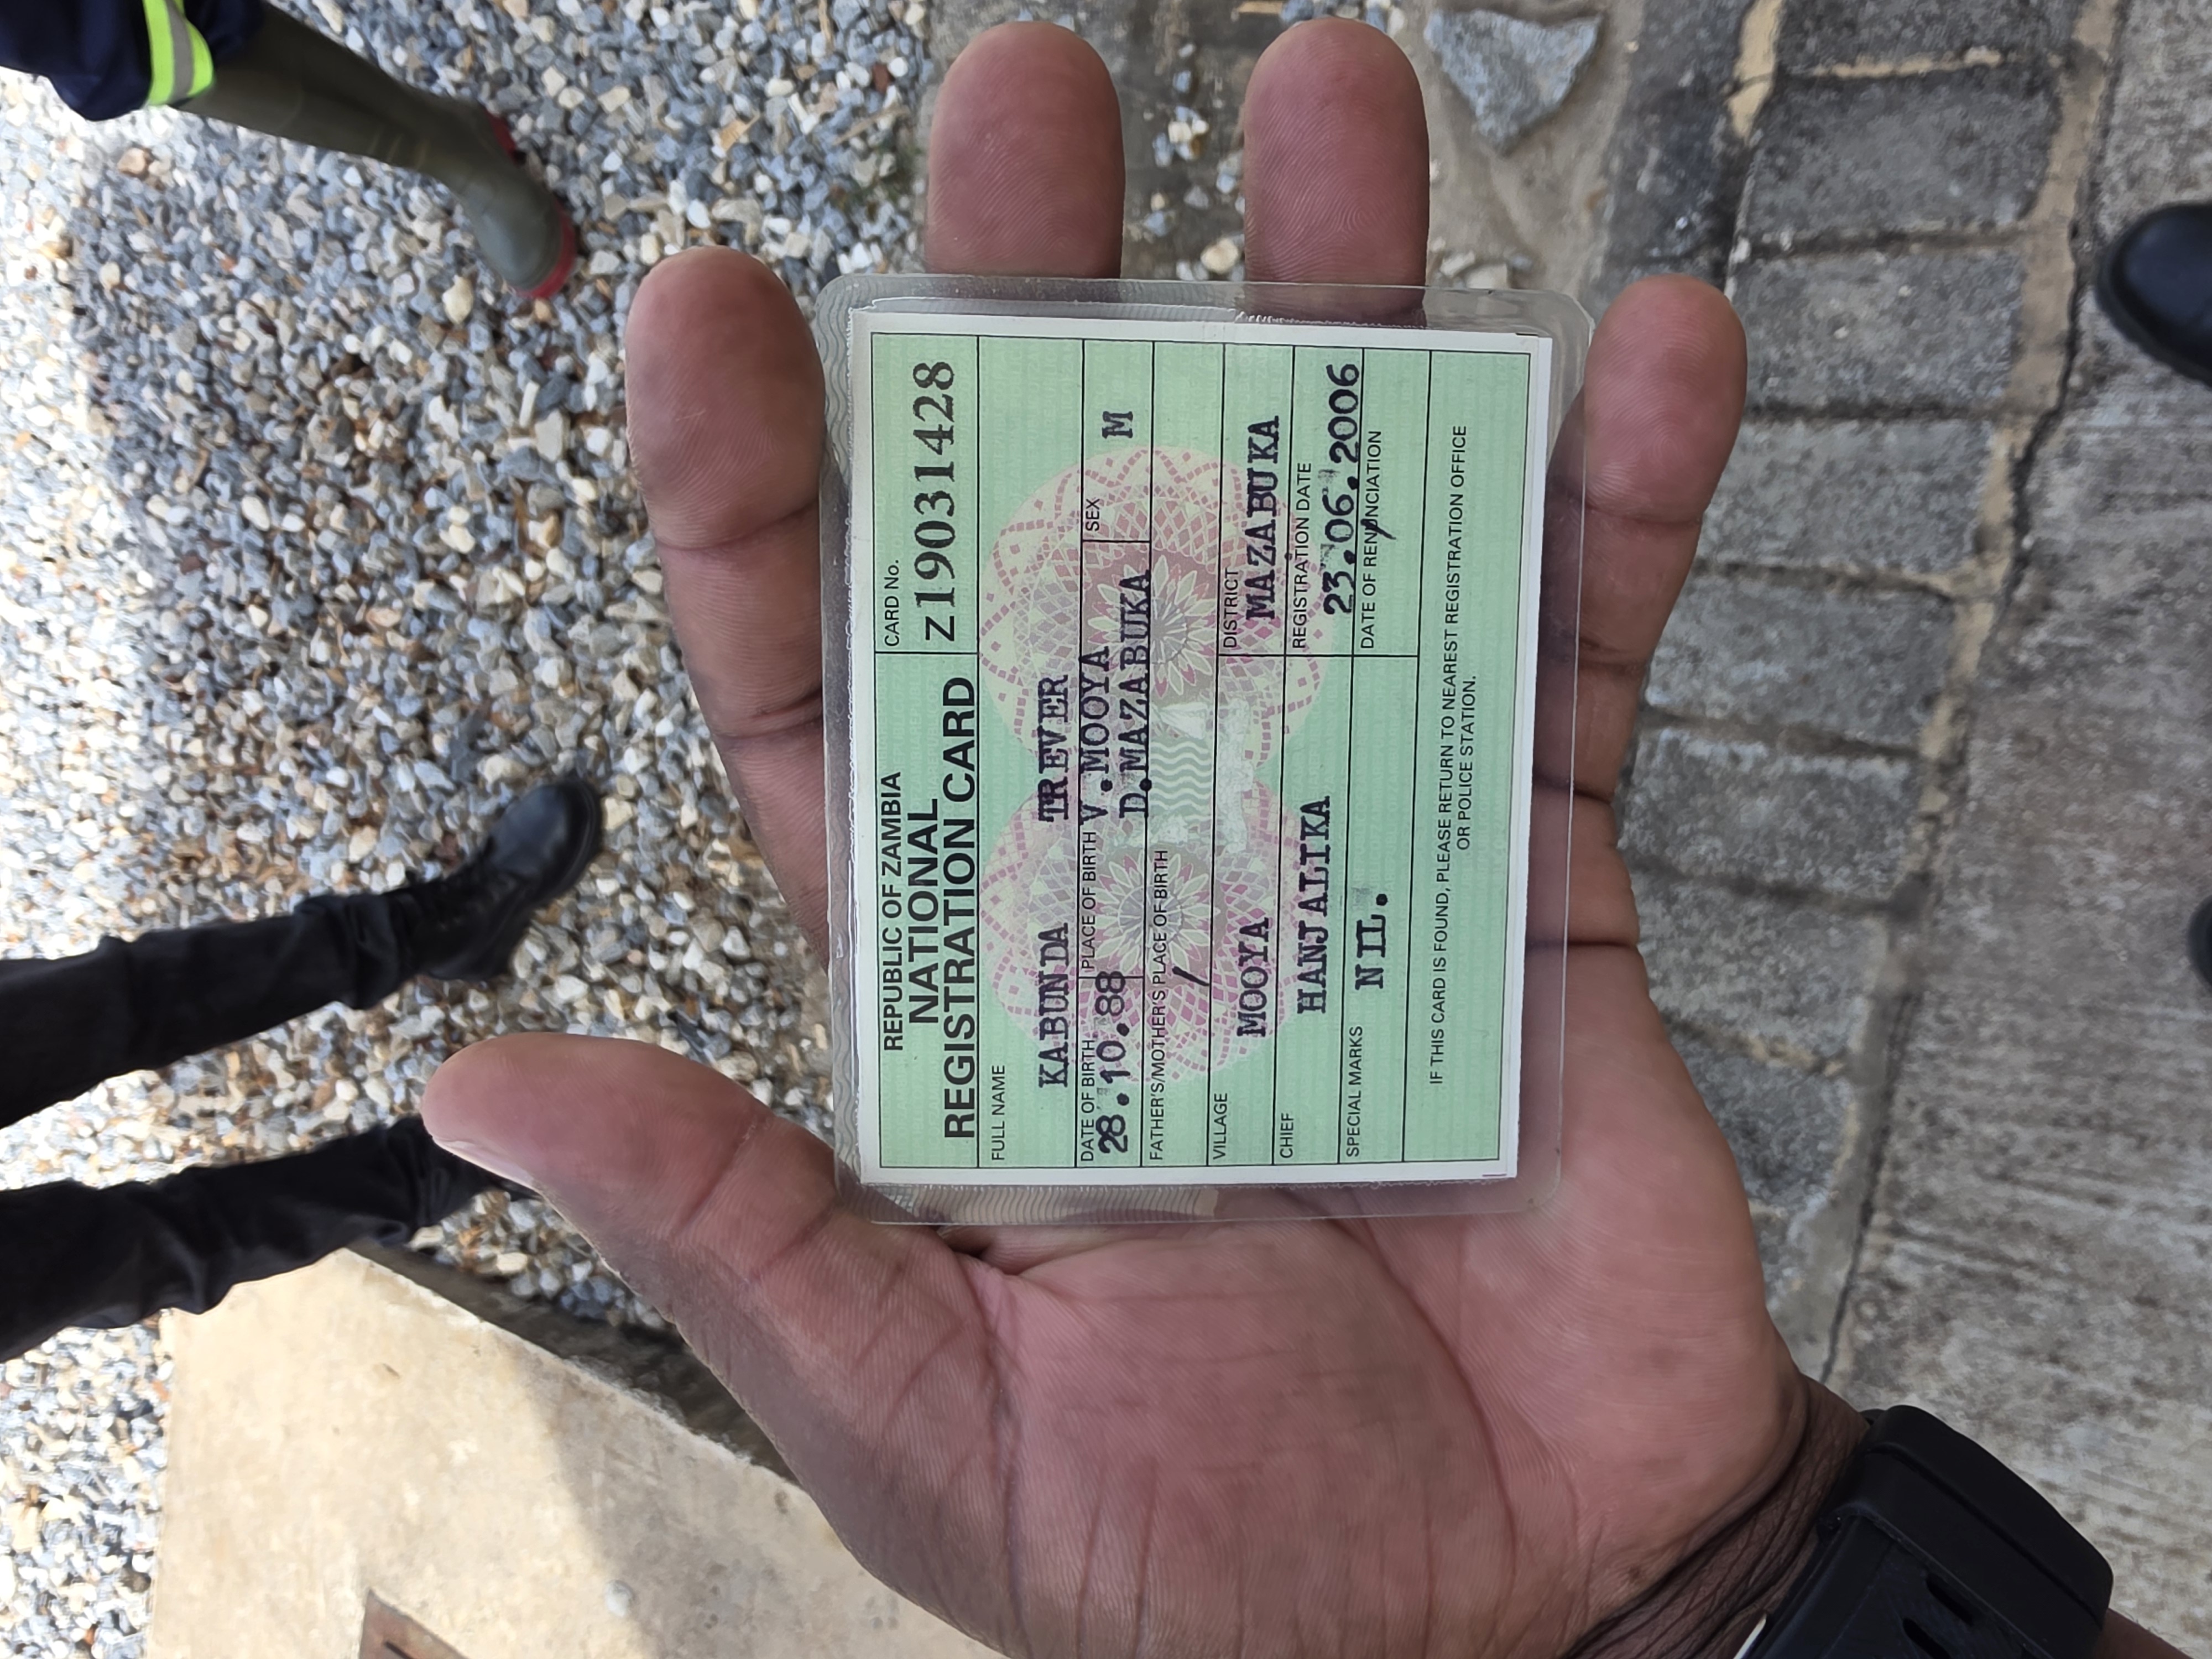 REPUBLIC OF ZAMBIA
NATIONAL
REGISTRATION CARD
CARD No.
Z19031428
FULL NAME
KABUNDA TREVER
DATE OF BIRTH
28.10.88
PLACE OF BIRTH V.MOOYA
D.MAZABUKA
SEX
M
FATHER'S/MOTHER'S PLACE OF BIRTH
/
VILLAGE
MOOYA
DISTRICT
MAZABUKA
CHIEF
HANJALIKA
REGISTRATION DATE
23.06.2006
SPECIAL MARKS
NIL.
DATE OF RENUNCIATION
/
IF THIS CARD IS FOUND, PLEASE RETURN TO NEAREST REGISTRATION OFFICE
OR POLICE STATION.